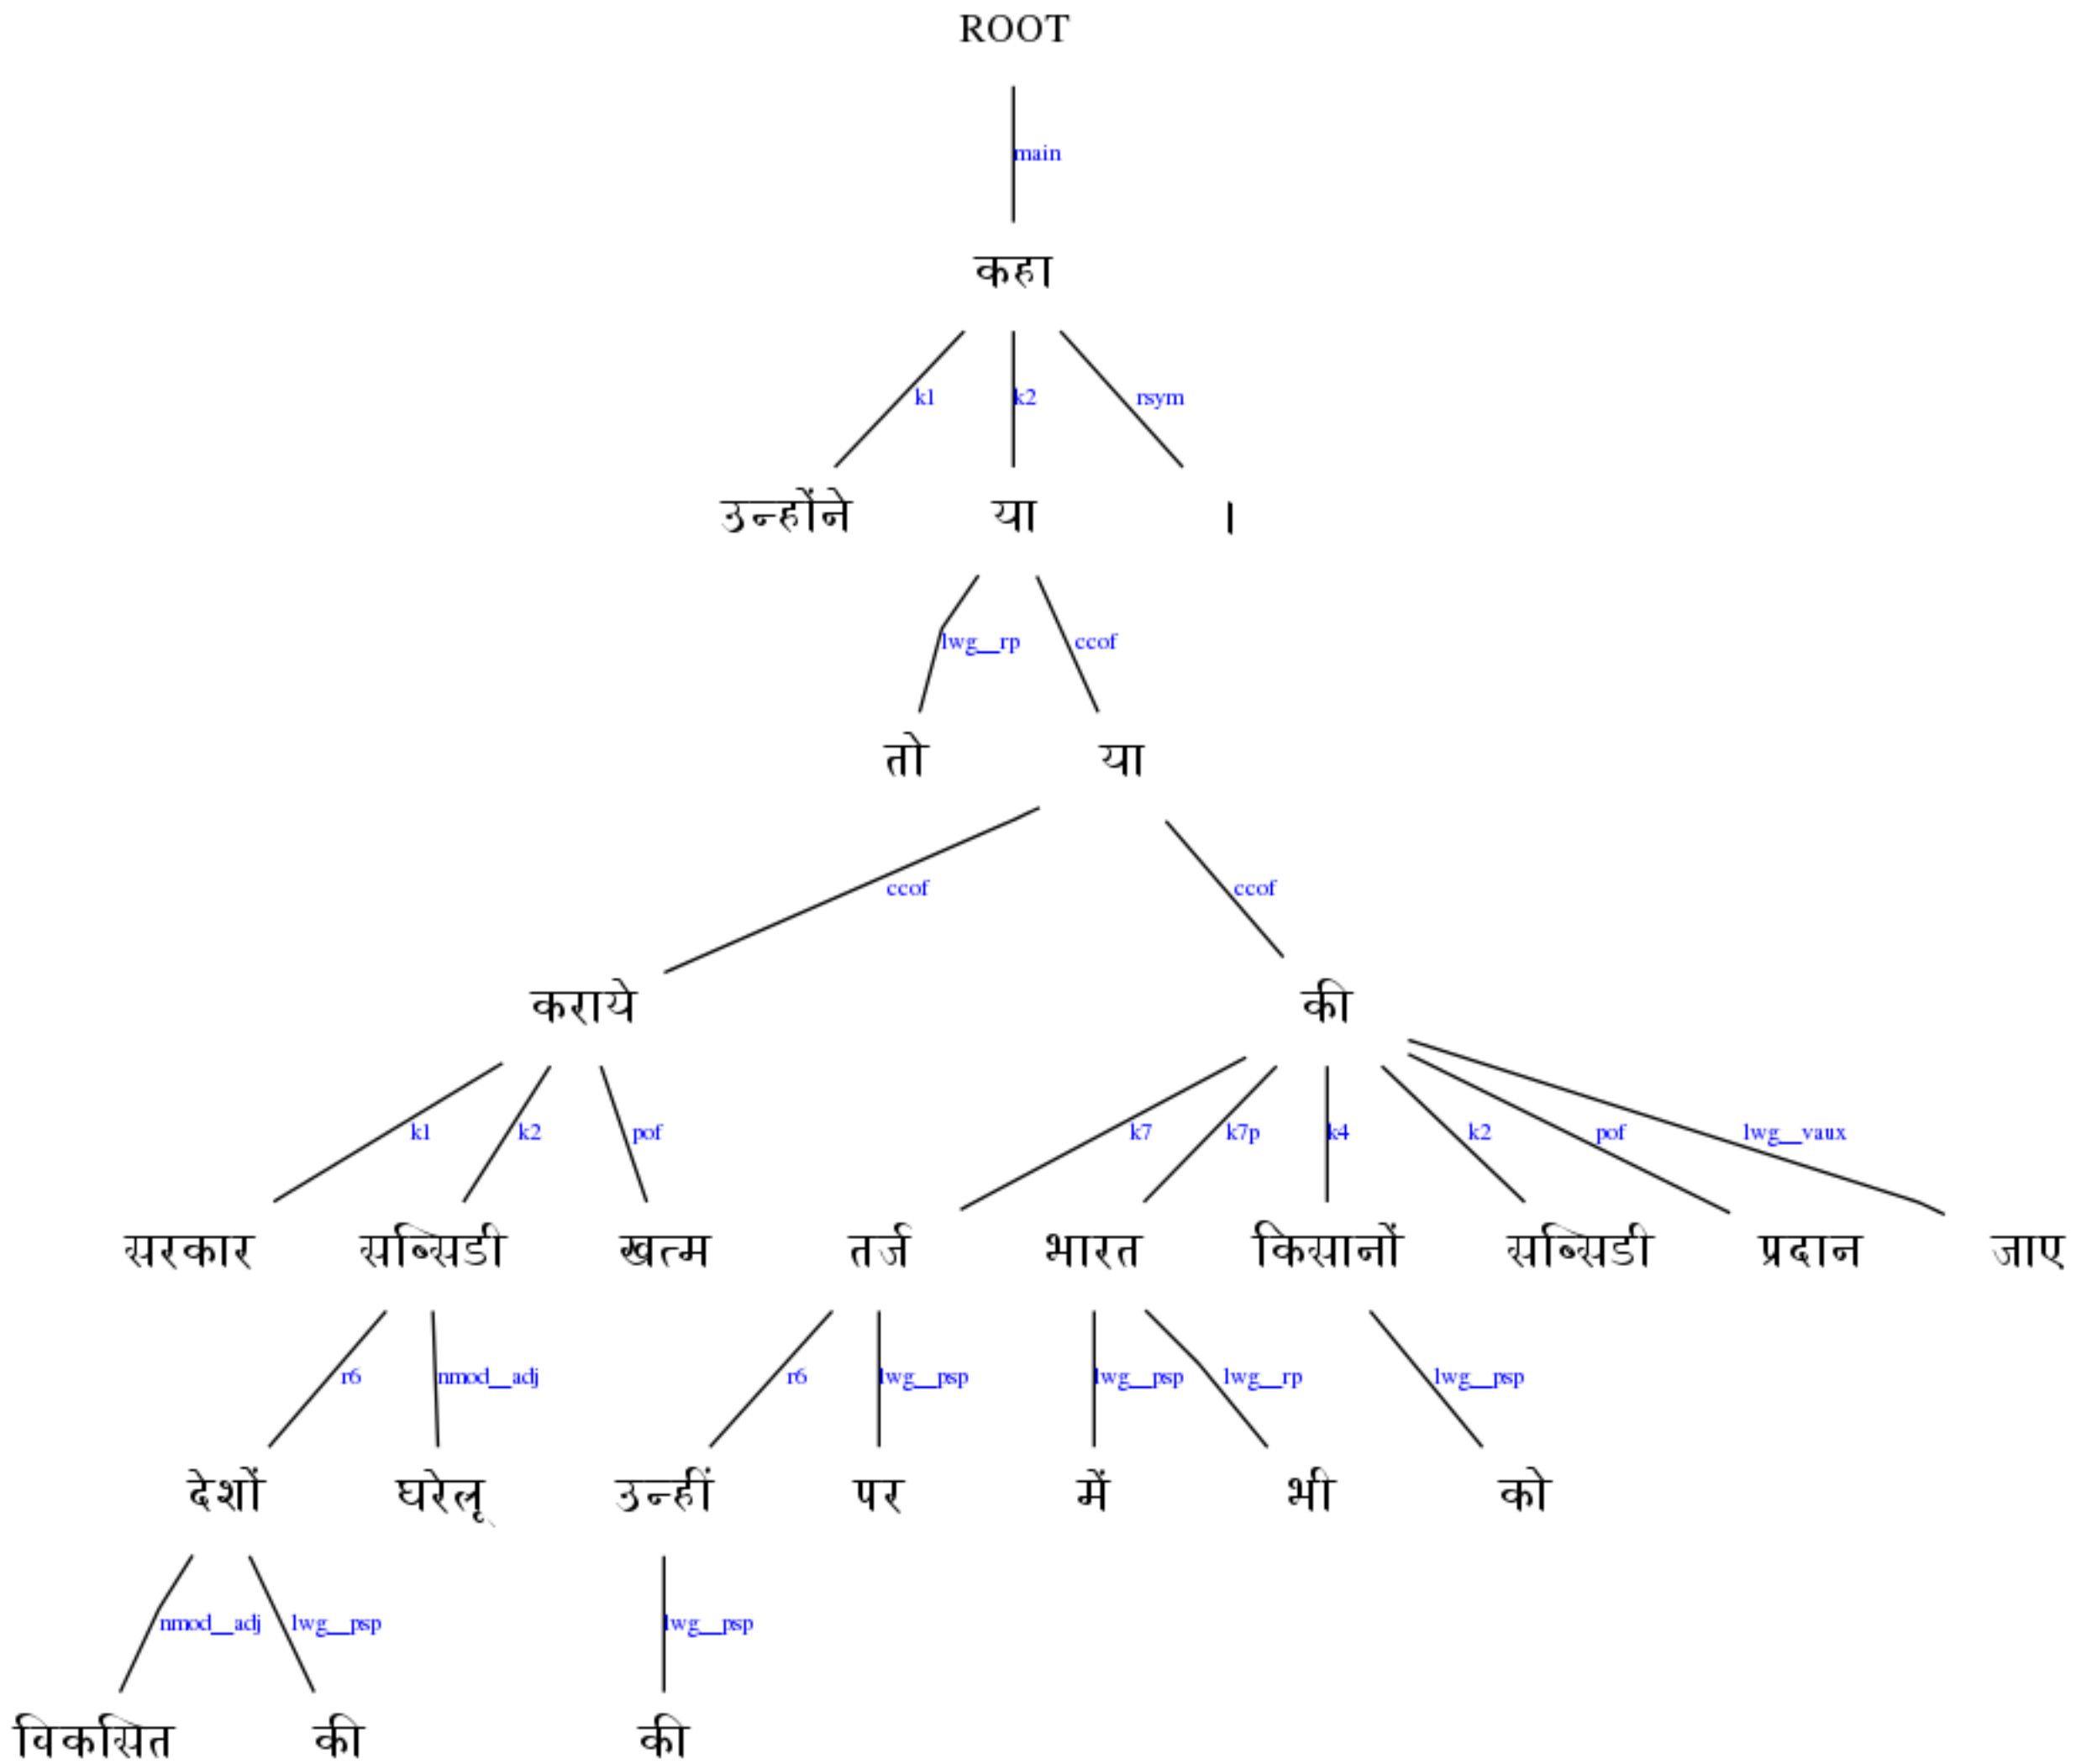 ROOT
main
कहा
k1 k2 rsym
उन्होंने या ।
lwg__rp ccof
तो या
ccof ccof
कराये की
k1 k2 pof k7 k7p k4 k2 pof lwg__vaux
सरकार सब्सिडी खत्म तर्ज भारत किसानों सब्सिडी प्रदान जाए
r6 nmod__adj r6 lwg__psp lwg__psp lwg__rp lwg__psp
देशों घरेलू उन्हीं पर में भी को
nmod__adj lwg__psp lwg__psp
विकसित की की